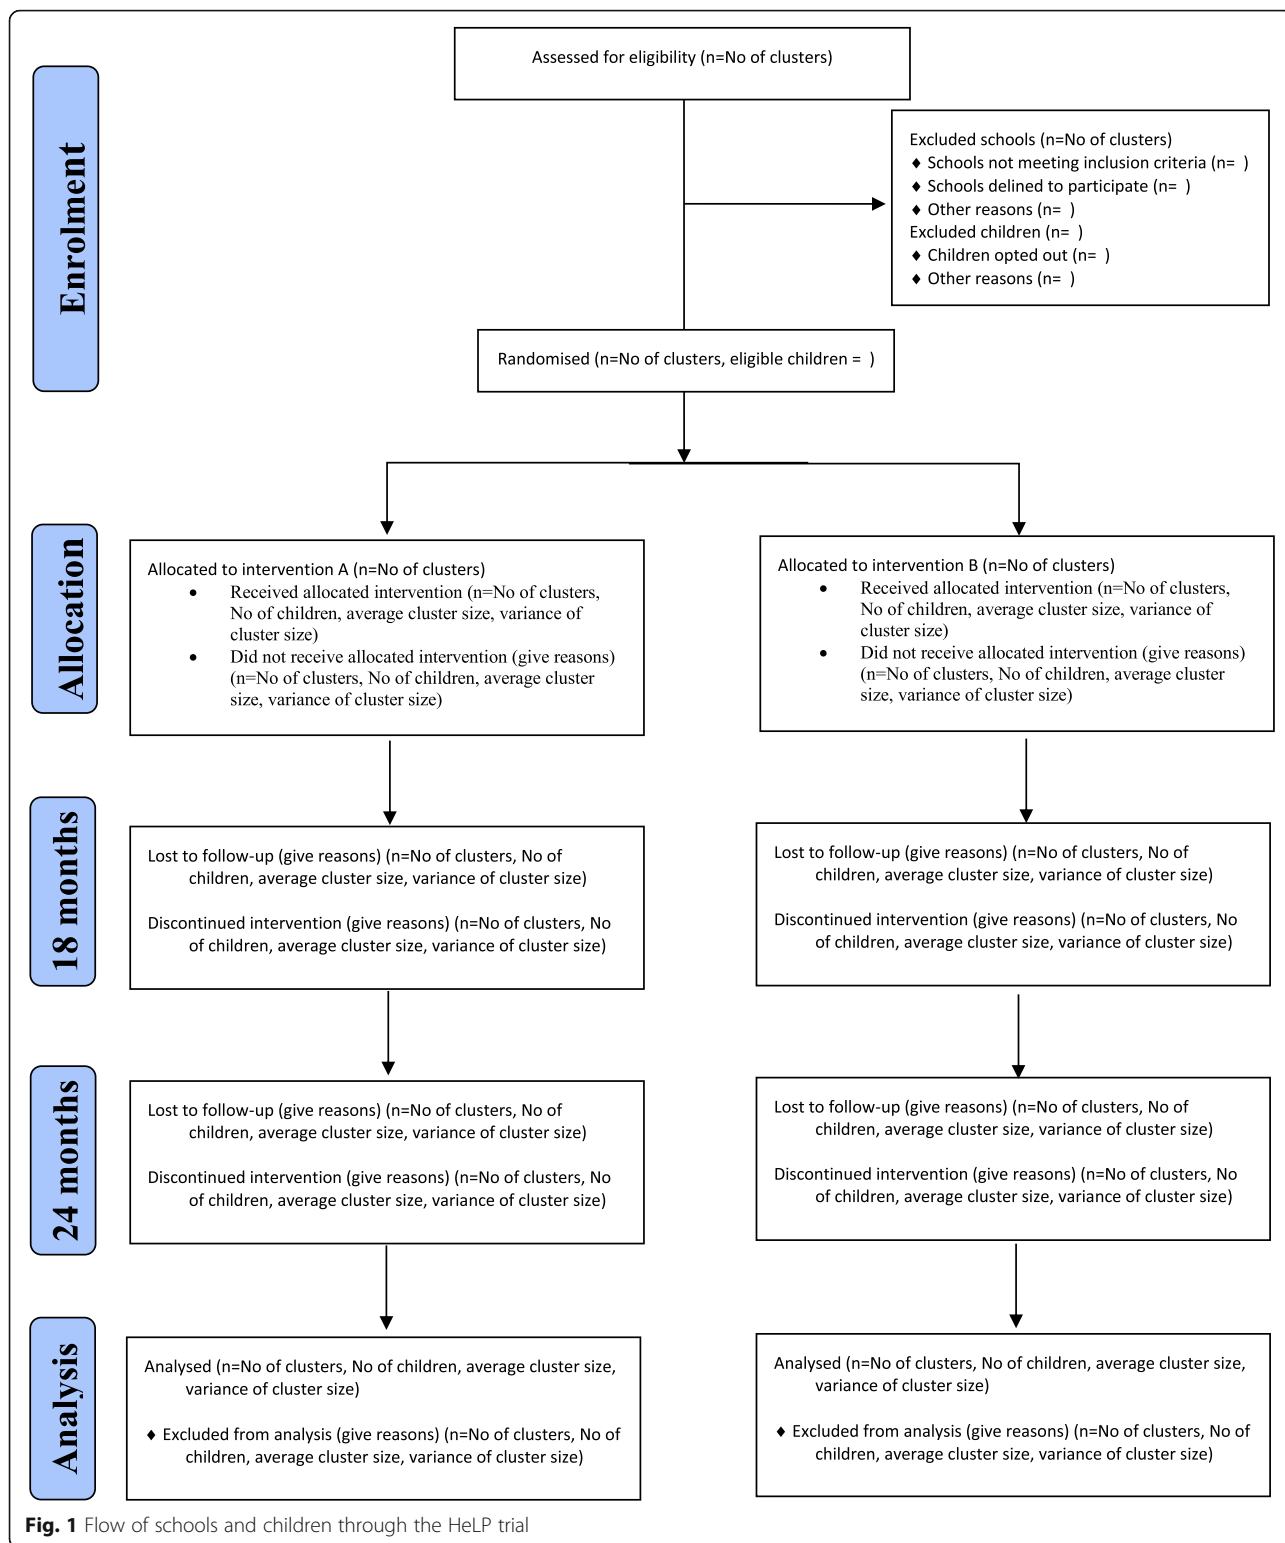 Assessed for eligibility (n=No of clusters)
Enrolment
Excluded schools (n=No of clusters)
♦ Schools not meeting inclusion criteria (n=  )
♦ Schools delined to participate (n=  )
♦ Other reasons (n=  )
Excluded children (n=  )
♦ Children opted out (n=  )
♦ Other reasons (n=  )
Randomised (n=No of clusters, eligible children =  )
Allocation
Allocated to intervention A (n=No of clusters)
• Received allocated intervention (n=No of clusters,
No of children, average cluster size, variance of
cluster size)
• Did not receive allocated intervention (give reasons)
(n=No of clusters, No of children, average cluster
size, variance of cluster size)
Allocated to intervention B (n=No of clusters)
• Received allocated intervention (n=No of clusters,
No of children, average cluster size, variance of
cluster size)
• Did not receive allocated intervention (give reasons)
(n=No of clusters, No of children, average cluster
size, variance of cluster size)
18 months
Lost to follow-up (give reasons) (n=No of clusters, No of
children, average cluster size, variance of cluster size)
Discontinued intervention (give reasons) (n=No of clusters, No
of children, average cluster size, variance of cluster size)
Lost to follow-up (give reasons) (n=No of clusters, No of
children, average cluster size, variance of cluster size)
Discontinued intervention (give reasons) (n=No of clusters, No
of children, average cluster size, variance of cluster size)
24 months
Lost to follow-up (give reasons) (n=No of clusters, No of
children, average cluster size, variance of cluster size)
Discontinued intervention (give reasons) (n=No of clusters, No
of children, average cluster size, variance of cluster size)
Lost to follow-up (give reasons) (n=No of clusters, No of
children, average cluster size, variance of cluster size)
Discontinued intervention (give reasons) (n=No of clusters, No
of children, average cluster size, variance of cluster size)
Analysis
Analysed (n=No of clusters, No of children, average cluster size,
variance of cluster size)
♦ Excluded from analysis (give reasons) (n=No of clusters, No of
children, average cluster size, variance of cluster size)
Analysed (n=No of clusters, No of children, average cluster size,
variance of cluster size)
♦ Excluded from analysis (give reasons) (n=No of clusters, No of
children, average cluster size, variance of cluster size)
Fig. 1 Flow of schools and children through the HeLP trial